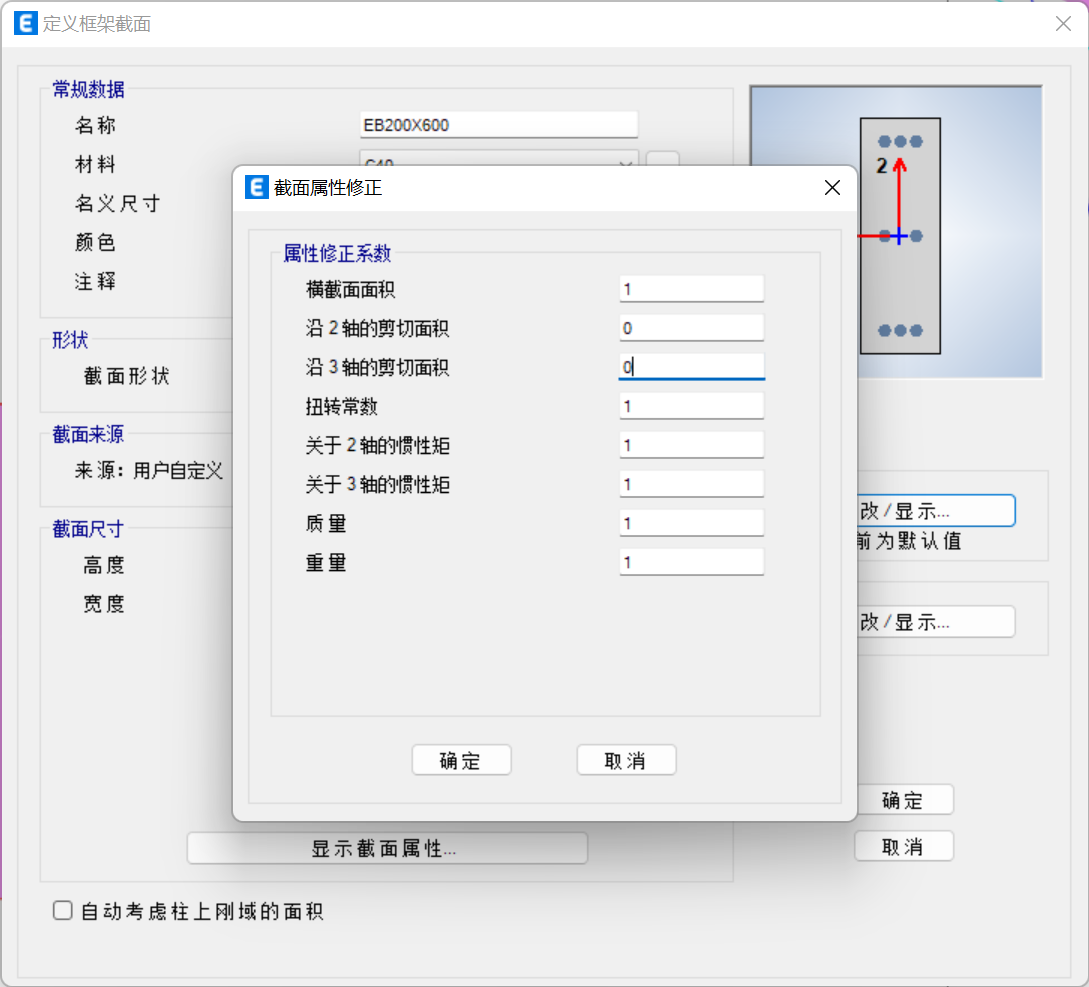 定义框架截面
常规数据
名称
EB200X600
材料
C40
名义尺寸
颜色
注释
形状
截面形状
截面来源
来源：用户自定义
截面尺寸
高度
宽度
2
改/显示...
前为默认值
改/显示...
截面属性修正
属性修正系数
横截面面积 1
沿 2 轴的剪切面积 0
沿 3 轴的剪切面积 0
扭转常数 1
关于 2 轴的惯性矩 1
关于 3 轴的惯性矩 1
质量 1
重量 1
确定 取消
确定
取消
显示截面属性...
自动考虑柱上刚域的面积